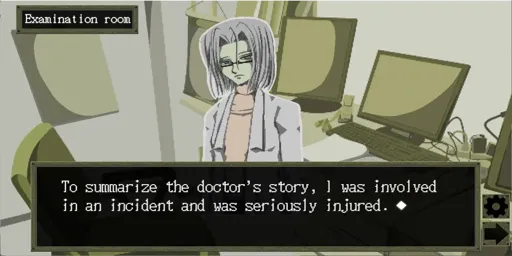 Examination room
To summarize the doctor's story, I was involved
in an incident and was seriously injured.